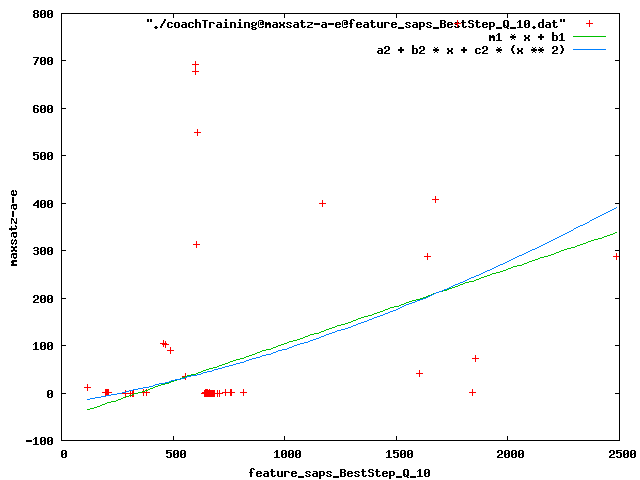 "./coachTraining@maxsatz-a-e@feature_saps_BestStep_Q_10.dat"
m1 * x + b1
a2 + b2 * x + c2 * (x ** 2)
800
700
600
500
400
300
200
100
0
-100
maxsatz-a-e
0 500 1000 1500 2000 2500
feature_saps_BestStep_Q_10